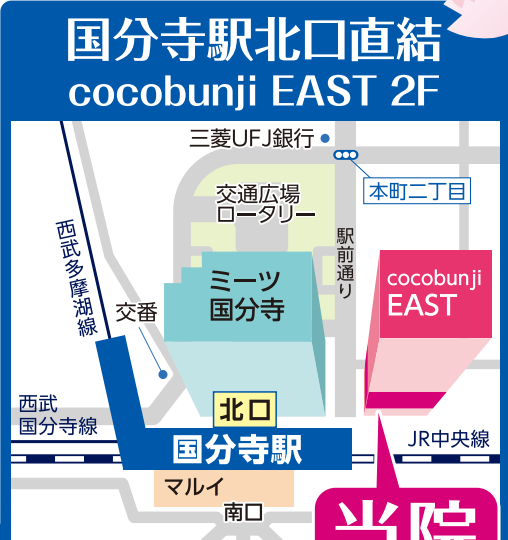 国分寺駅北口直結
cocobunji EAST 2F
三菱UFJ銀行
本町二丁目
交通広場
ロータリー
西武多摩湖線
駅前通り
ミーツ
国分寺
cocobunji
EAST
交番
西武
国分寺線
北口
国分寺駅
JR中央線
マルイ
南口
当院